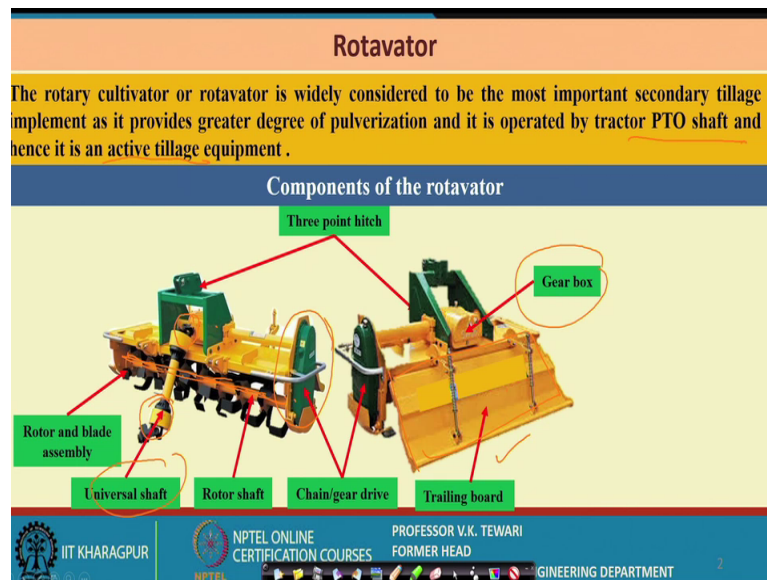 Rotavator
The rotary cultivator or rotavator is widely considered to be the most important secondary tillage
implement as it provides greater degree of pulverization and it is operated by tractor PTO shaft and
hence it is an active tillage equipment .
Components of the rotavator
Three point hitch
Gear box
Rotor and blade
assembly
Universal shaft
Rotor shaft
Chain/gear drive
Trailing board
IIT KHARAGPUR
NPTEL ONLINE
CERTIFICATION COURSES
NPTEL
PROFESSOR V.K. TEWARI
FORMER HEAD
GINEERING DEPARTMENT
2